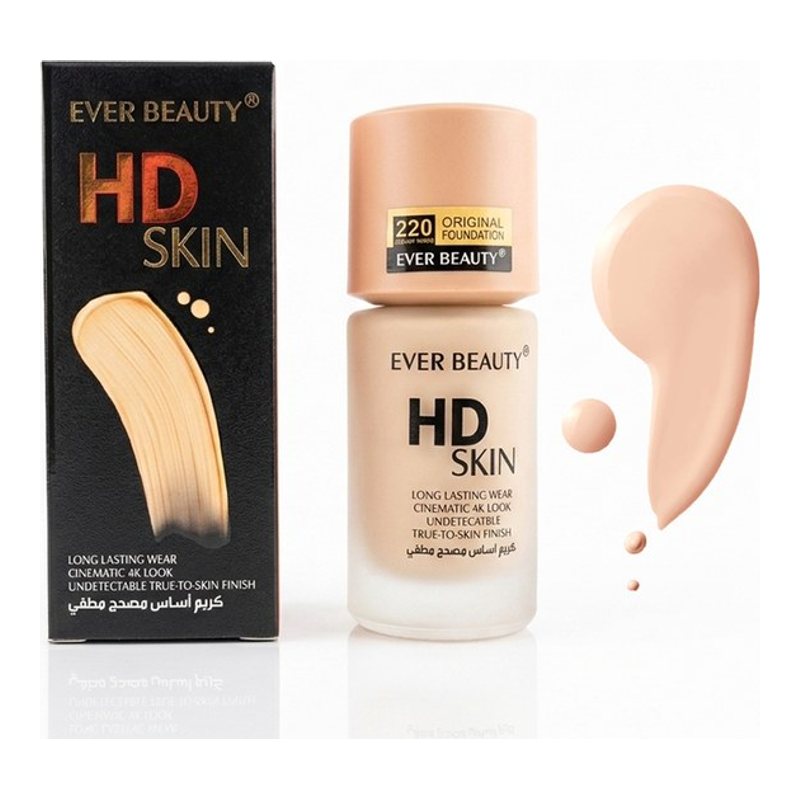 EVER BEAUTY®
HD
SKIN
LONG LASTING WEAR
CINEMATIC 4K LOOK
UNDETECTABLE TRUE-TO-SKIN FINISH
كريم أساس مصحح مطفي
220
ORIGINAL
FOUNDATION
EVER BEAUTY®
EVER BEAUTY®
HD
SKIN
LONG LASTING WEAR
CINEMATIC 4K LOOK
UNDETECATBLE
TRUE-TO-SKIN FINISH
كريم أساس مصحح مطفي